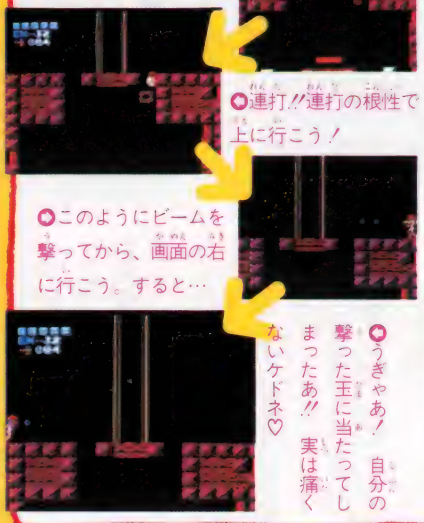 連打!!連打の根性で
上に行こう!
このようにビームを
撃ってから、画面の右
に行こう。すると…
うぎゃあ! 自分の
撃った玉に当たってし
まったあ!! 実は痛く
ないケドネ♡